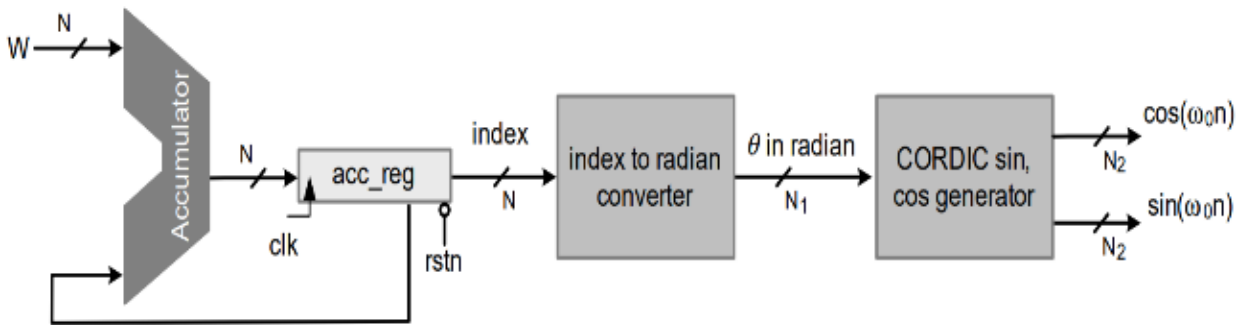 W
N
Accumulator
N
acc_reg
clk
rstn
index
N
index to radian
converter
θ in radian
N₁
CORDIC sin,
cos generator
cos(ω₀n)
N₂
sin(ω₀n)
N₂